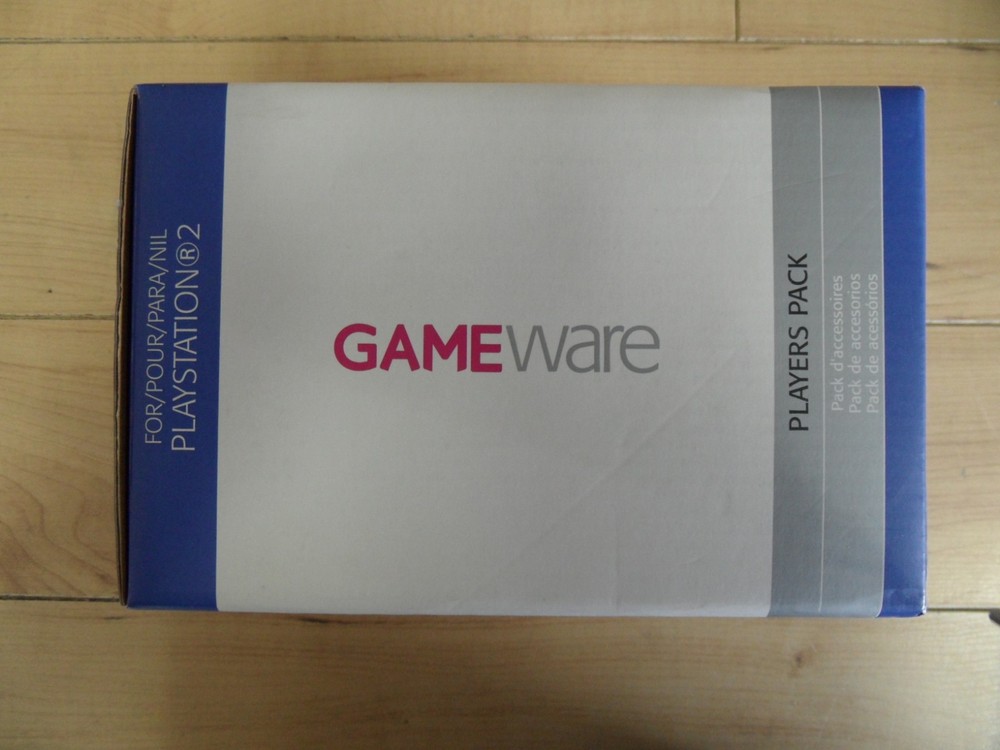 FOR/POUR/PARA/NIL
PLAYSTATION®2
GAMEware
PLAYERS PACK
Pack d'accessoires
Pack de accesorios
Pack de acessórios